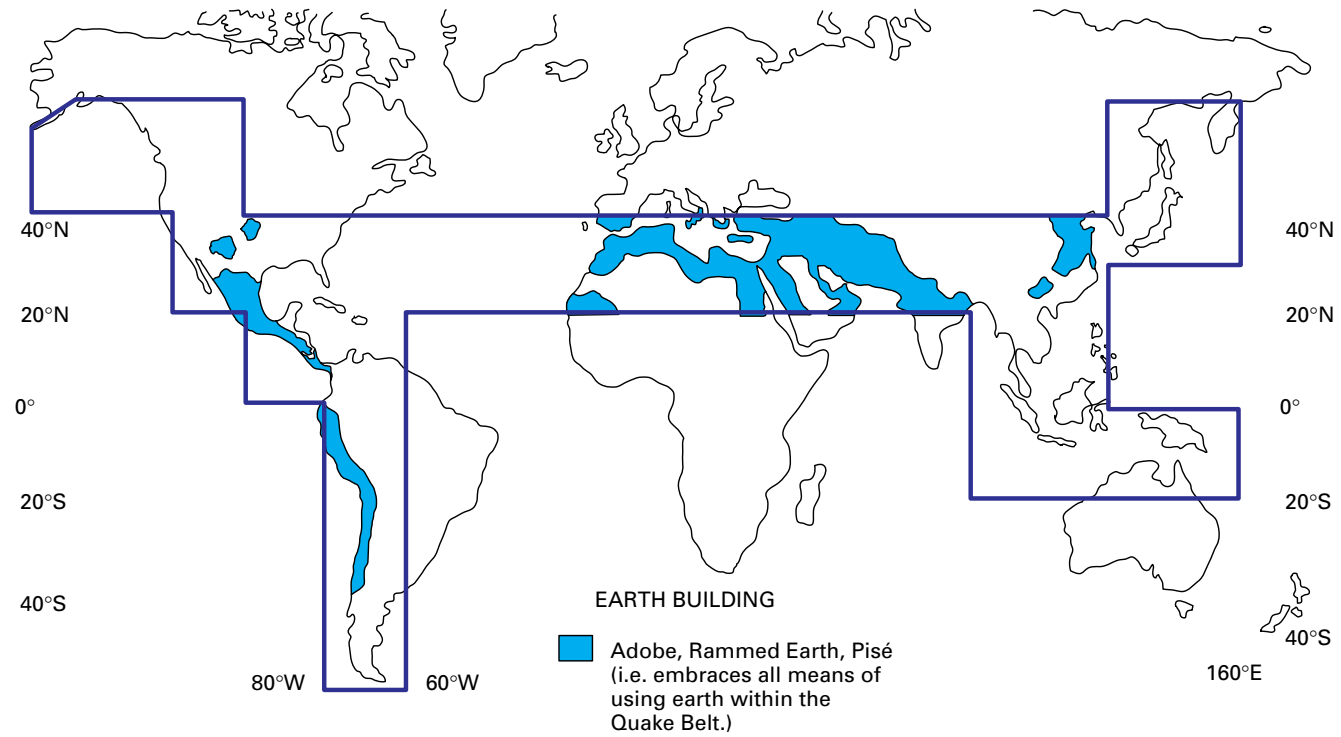 40°N
40°N
20°N
20°N
0°
0°
20°S
20°S
40°S
40°S
EARTH BUILDING
Adobe, Rammed Earth, Pisé
(i.e. embraces all means of
using earth within the
Quake Belt.)
80°W
60°W
160°E